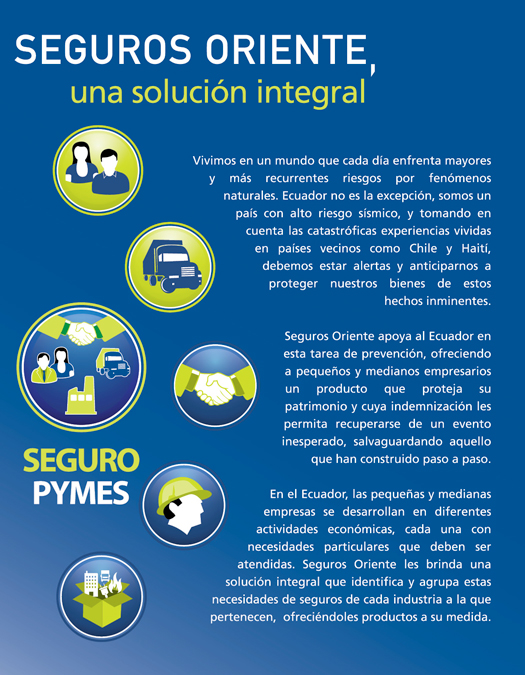 SEGUROS ORIENTE,
una solución integral
Vivimos en un mundo que cada día enfrenta mayores
y más recurrentes riesgos por fenómenos
naturales. Ecuador no es la excepción, somos un
país con alto riesgo sísmico, y tomando en
cuenta las catastróficas experiencias vividas
en países vecinos como Chile y Haití,
debemos estar alertas y anticiparnos a
proteger nuestros bienes de estos
hechos inminentes.
Seguros Oriente apoya al Ecuador en
esta tarea de prevención, ofreciendo
a pequeños y medianos empresarios
un producto que proteja su
patrimonio y cuya indemnización les
permita recuperarse de un evento
inesperado, salvaguardando aquello
que han construido paso a paso.
SEGURO
PYMES
En el Ecuador, las pequeñas y medianas
empresas se desarrollan en diferentes
actividades económicas, cada una con
necesidades particulares que deben ser
atendidas. Seguros Oriente les brinda una
solución integral que identifica y agrupa estas
necesidades de seguros de cada industria a la que
pertenecen, ofreciéndoles productos a su medida.